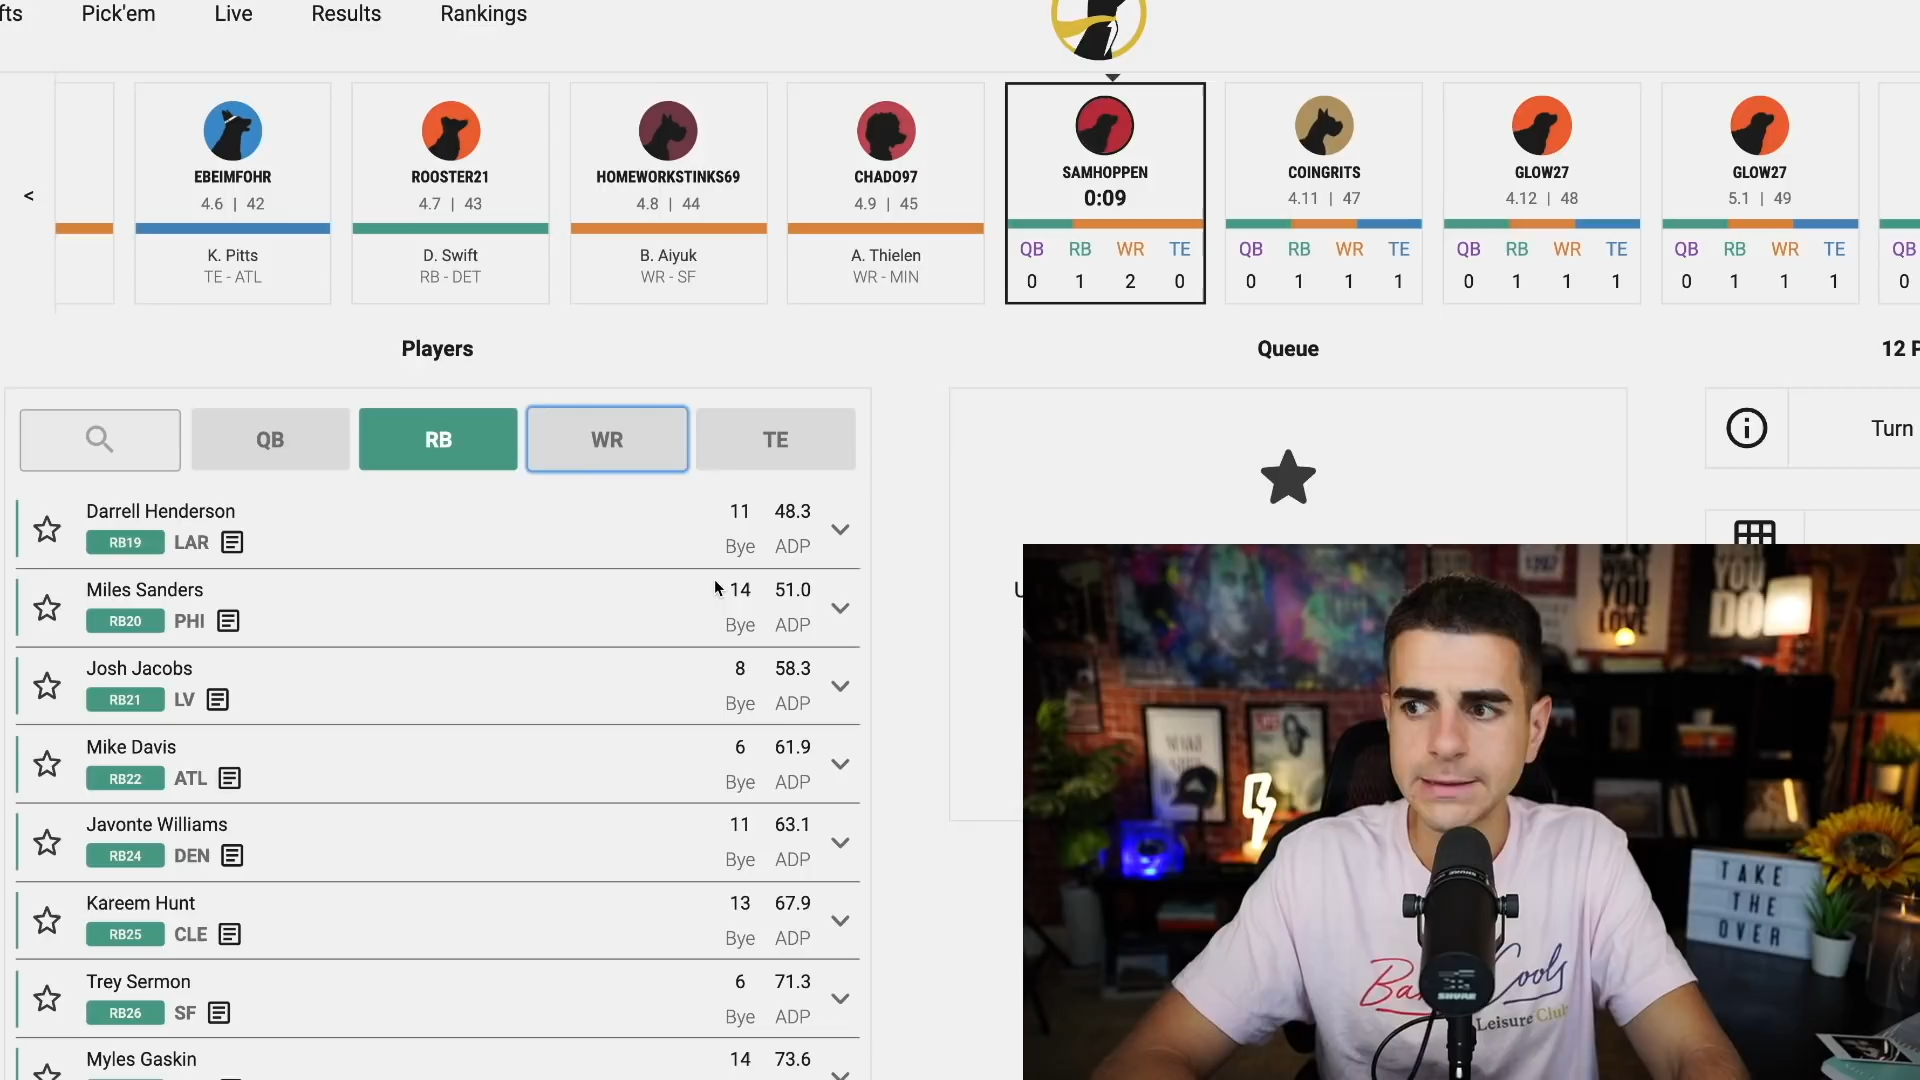 fts Pick'em Live Results Rankings
<
EBEIMFOHR
4.6 | 42
K. Pitts
TE - ATL
ROOSTER21
4.7 | 43
D. Swift
RB - DET
HOMEWORKSTINKS69
4.8 | 44
B. Aiyuk
WR - SF
CHADO97
4.9 | 45
A. Thielen
WR - MIN
SAMHOPPEN
0:09
QB RB WR TE
0 1 2 0
COINGRITS
4.11 | 47
QB RB WR TE
0 1 1 1
GLOW27
4.12 | 48
QB RB WR TE
0 1 1 1
GLOW27
5.1 | 49
QB RB WR TE
0 1 1 1
QB
0
Players
Queue
12 P
QB RB WR TE
Turn
Darrell Henderson 11 48.3
RB19 LAR Bye ADP
Miles Sanders 14 51.0
RB20 PHI Bye ADP
Josh Jacobs 8 58.3
RB21 LV Bye ADP
Mike Davis 6 61.9
RB22 ATL Bye ADP
Javonte Williams 11 63.1
RB24 DEN Bye ADP
Kareem Hunt 13 67.9
RB25 CLE Bye ADP
Trey Sermon 6 71.3
RB26 SF Bye ADP
Myles Gaskin 14 73.6
WHAT
YOU
LOVE
YOU
DO
TAKE
THE
OVER
SHURE
Cools
Leisure Club